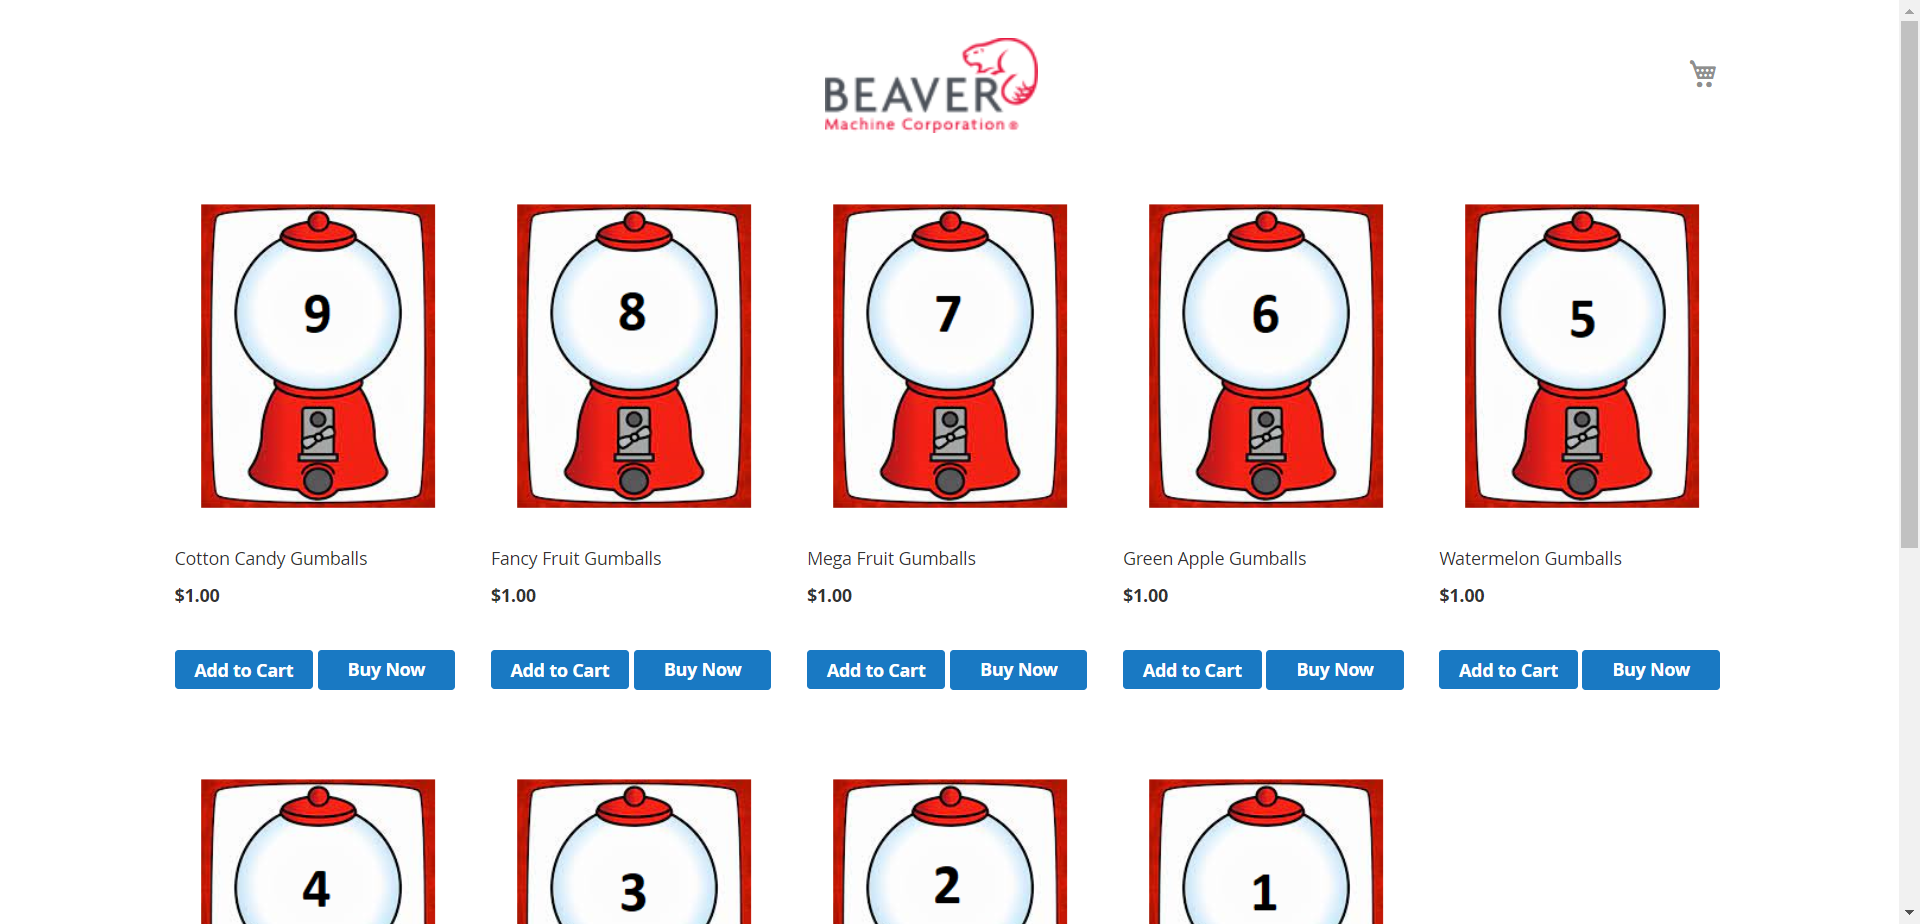 BEAVER
Machine Corporation ®
9 8 7 6 5
Cotton Candy Gumballs Fancy Fruit Gumballs Mega Fruit Gumballs Green Apple Gumballs Watermelon Gumballs
$1.00 $1.00 $1.00 $1.00 $1.00
Add to Cart Buy Now Add to Cart Buy Now Add to Cart Buy Now Add to Cart Buy Now Add to Cart Buy Now
4 3 2 1